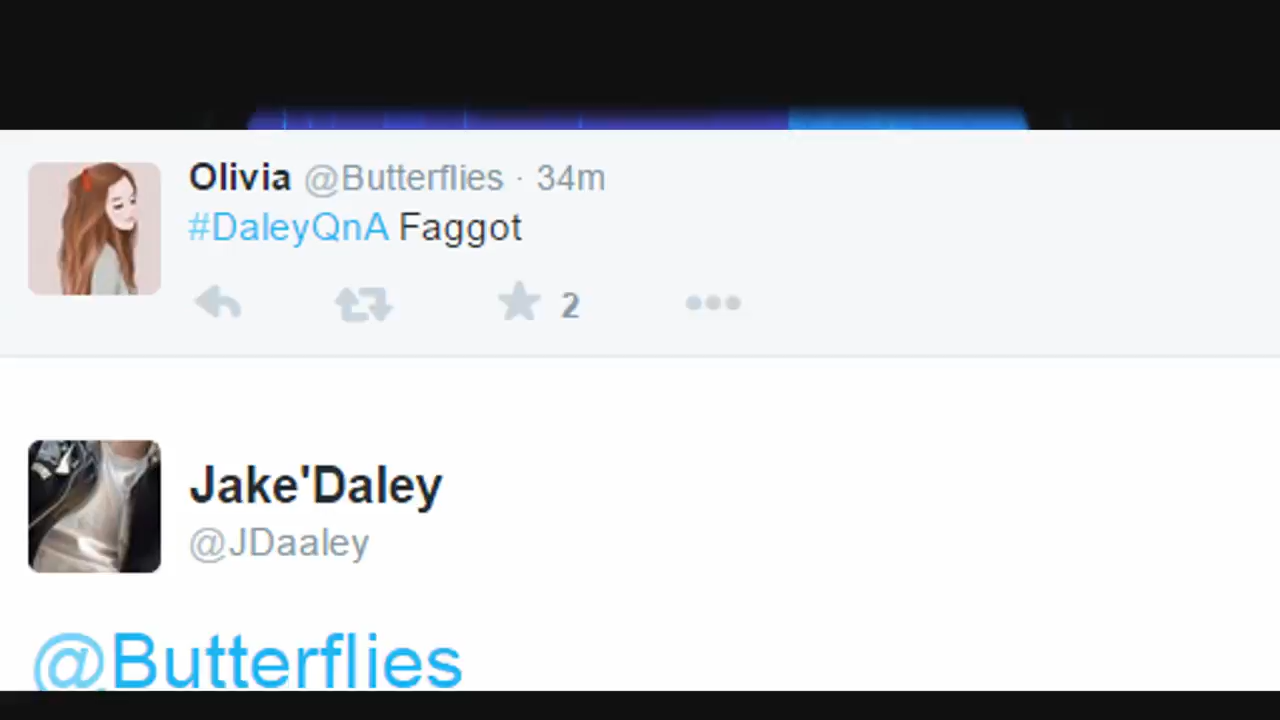 Olivia @Butterflies · 34m
#DaleyQnA Faggot
2
Jake'Daley
@JDaaley
@Butterflies